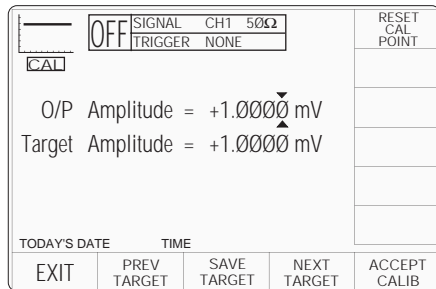 OFF SIGNAL CH1 50Ω
TRIGGER NONE
CAL
O/P Amplitude = +1.0000 mV
Target Amplitude = +1.0000 mV
TODAY'S DATE TIME
RESET
CAL
POINT
EXIT
PREV
TARGET
SAVE
TARGET
NEXT
TARGET
ACCEPT
CALIB